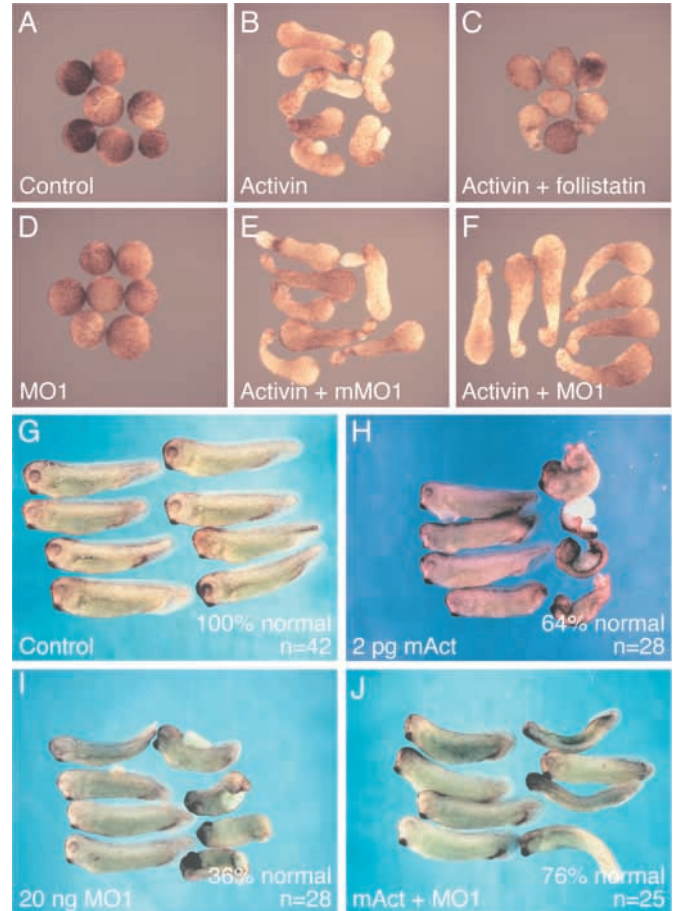 A
Control
B
Activin
C
Activin + follistatin
D
MO1
E
Activin + mMO1
F
Activin + MO1
G
100% normal
Control
n=42
H
64% normal
2 pg mAct
n=28
I
36% normal
20 ng MO1
n=28
J
76% normal
mAct + MO1
n=25